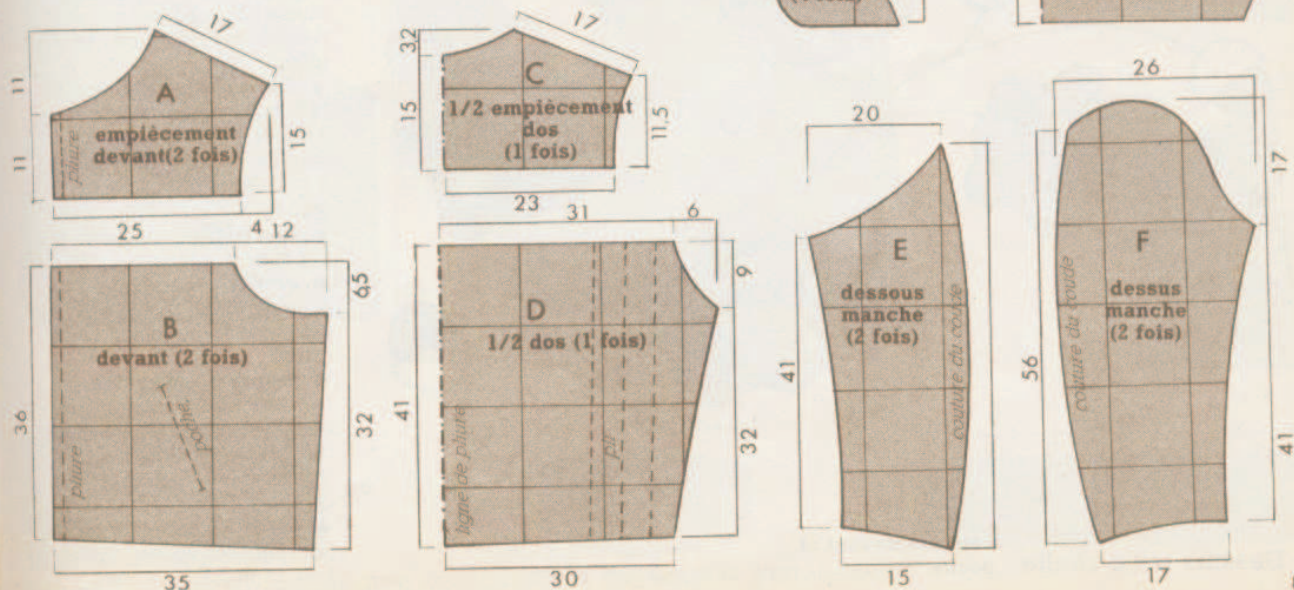 17
11
11
A
empiècement
devant(2 fois)
pliure
15
25
4
17
32
15
C
1/2 empiècement
dos
(1 fois)
11,5
23
12
36
B
devant (2 fois)
pliure
poche
6,5
32
35
31
6
41
D
1/2 dos (1 fois)
ligne de pliure
pli
9
32
30
20
41
E
dessous
manche
(2 fois)
couture du coude
15
26
17
56
F
dessus
manche
(2 fois)
couture du coude
41
17